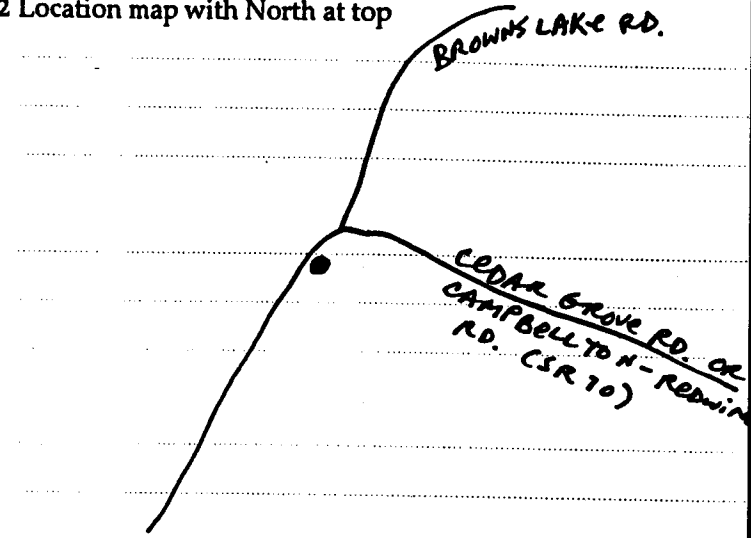 2 Location map with North at top
BROWNS LAKE RD.
CEDAR GROVE RD. OR
CAMPBELLTON - REDWIN
RD. (SR 70)